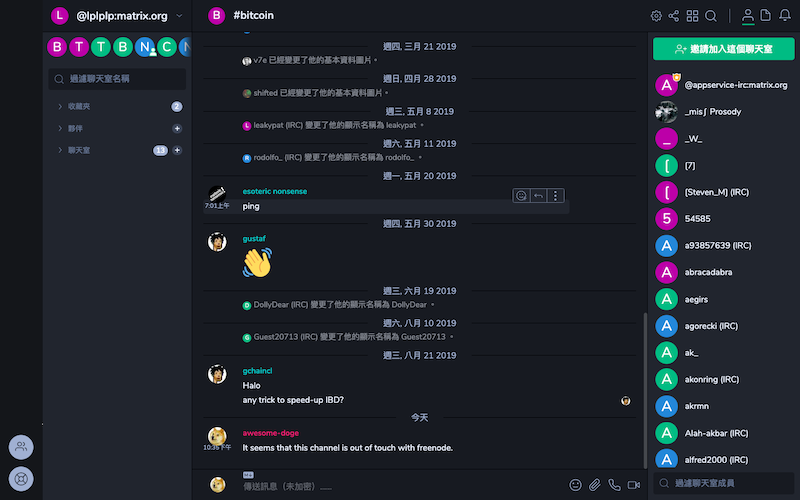 L @lplplp:matrix.org
B T T B N C N
過濾聊天室名稱
收藏夾 2
夥伴 +
聊天室 13 +
B #bitcoin
週四, 三月 21 2019
v7e 已經變更了他的基本資料圖片
週日, 四月 28 2019
shifted 已經變更了他的基本資料圖片
週三, 五月 8 2019
L leakypat (IRC) 變更了他的顯示名稱為 leakypat
週六, 五月 11 2019
R rodolfo_ (IRC) 變更了他的顯示名稱為 rodolfo_
週一, 五月 20 2019
esoteric nonsense
7:01上午 ping
週四, 五月 30 2019
gustaf
週三, 六月 19 2019
D DollyDear (IRC) 變更了他的顯示名稱為 DollyDear
週六, 八月 10 2019
G Guest20713 (IRC) 變更了他的顯示名稱為 Guest20713
週三, 八月 21 2019
gchaincl
Halo
any trick to speed-up IBD?
今天
awesome-doge
10:35下午 It seems that this channel is out of touch with freenode.
傳送訊息（未加密）……
邀請加入這個聊天室
A @appservice-irc:matrix.org
_mis∫ Prosody
_ _W_
[ [7]
[ [Steven_M] (IRC)
5 54585
A a93857639 (IRC)
A abracadabra
A aegirs
A agorecki (IRC)
A ak_
A akonring (IRC)
A akrmn
A Alah-akbar (IRC)
A alfred2000 (IRC)
過濾聊天室成員